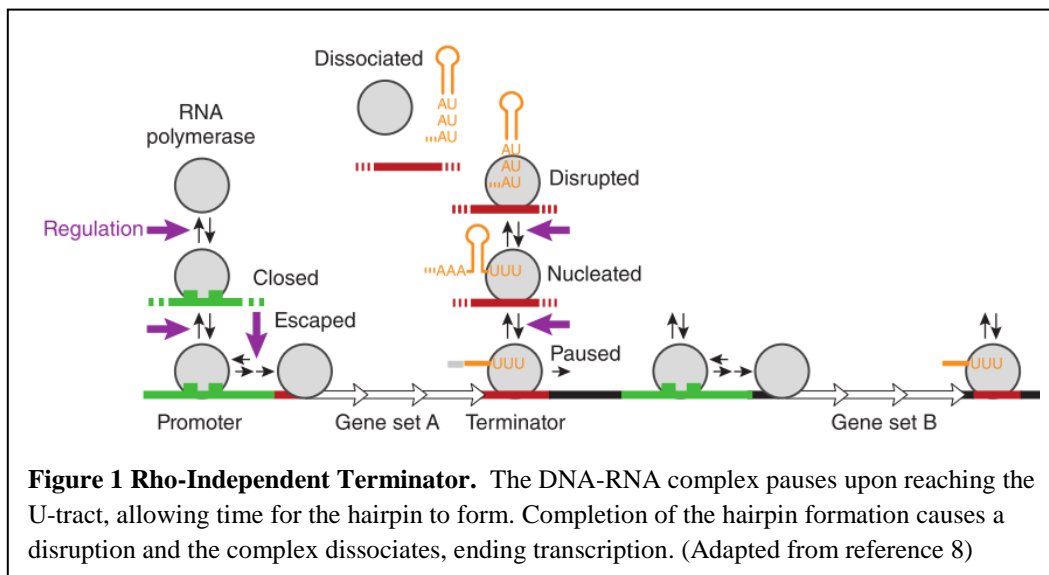 Dissociated
RNA
polymerase
AU
AU
ıııAU
AU
AU
ıııAU
Disrupted
Regulation
Closed
ıııAAA UUU
Nucleated
Escaped
UUU
Paused
UUU
Promoter
Gene set A
Terminator
Gene set B
Figure 1 Rho-Independent Terminator. The DNA-RNA complex pauses upon reaching the
U-tract, allowing time for the hairpin to form. Completion of the hairpin formation causes a
disruption and the complex dissociates, ending transcription. (Adapted from reference 8)